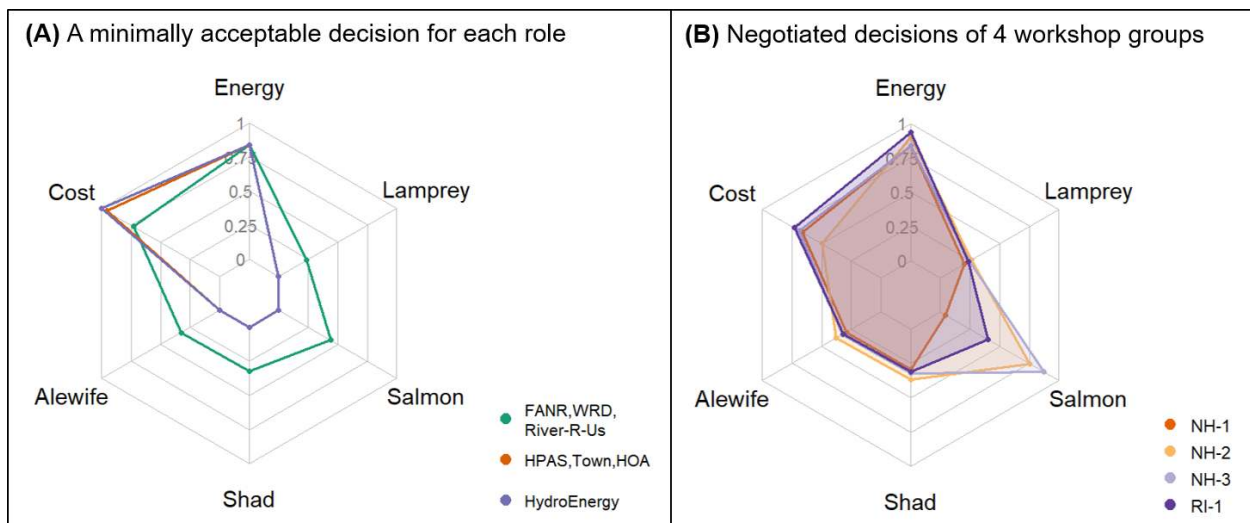 (A) A minimally acceptable decision for each role
Energy
1
0.75
0.5
0.25
0
Cost
Lamprey
Alewife
Salmon
Shad
FANR,WRD,
River-R-Us
HPAS,Town,HOA
HydroEnergy
(B) Negotiated decisions of 4 workshop groups
Energy
1
0.75
0.5
0.25
0
Cost
Lamprey
Alewife
Salmon
Shad
NH-1
NH-2
NH-3
RI-1